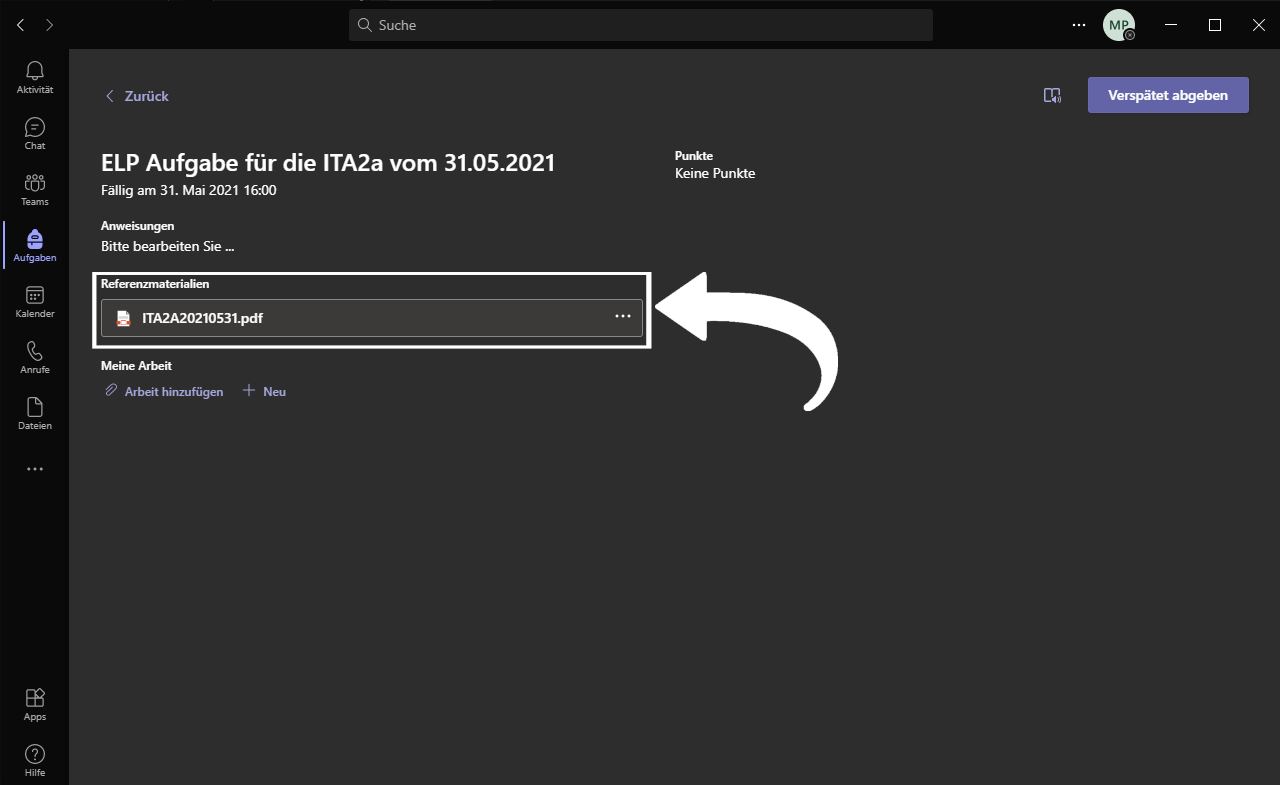 Suche
MP
Aktivität
Chat
Teams
Aufgaben
Kalender
Anrufe
Dateien
Apps
Hilfe
Zurück
Verspätet abgeben
ELP Aufgabe für die ITA2a vom 31.05.2021
Fällig am 31. Mai 2021 16:00
Punkte
Keine Punkte
Anweisungen
Bitte bearbeiten Sie ...
Referenzmaterialien
ITA2A20210531.pdf
Meine Arbeit
Arbeit hinzufügen
Neu